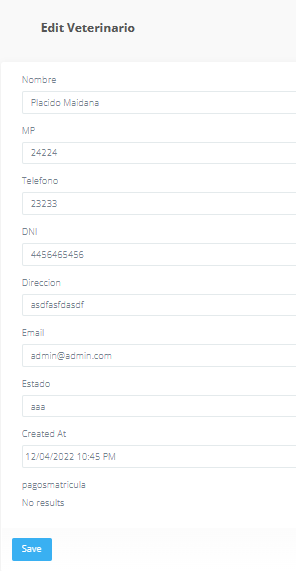 Edit Veterinario
Nombre
Placido Maidana
MP
24224
Telefono
23233
DNI
4456465456
Direccion
asdfasfdasdf
Email
admin@admin.com
Estado
aaa
Created At
12/04/2022 10:45 PM
pagosmatricula
No results
Save